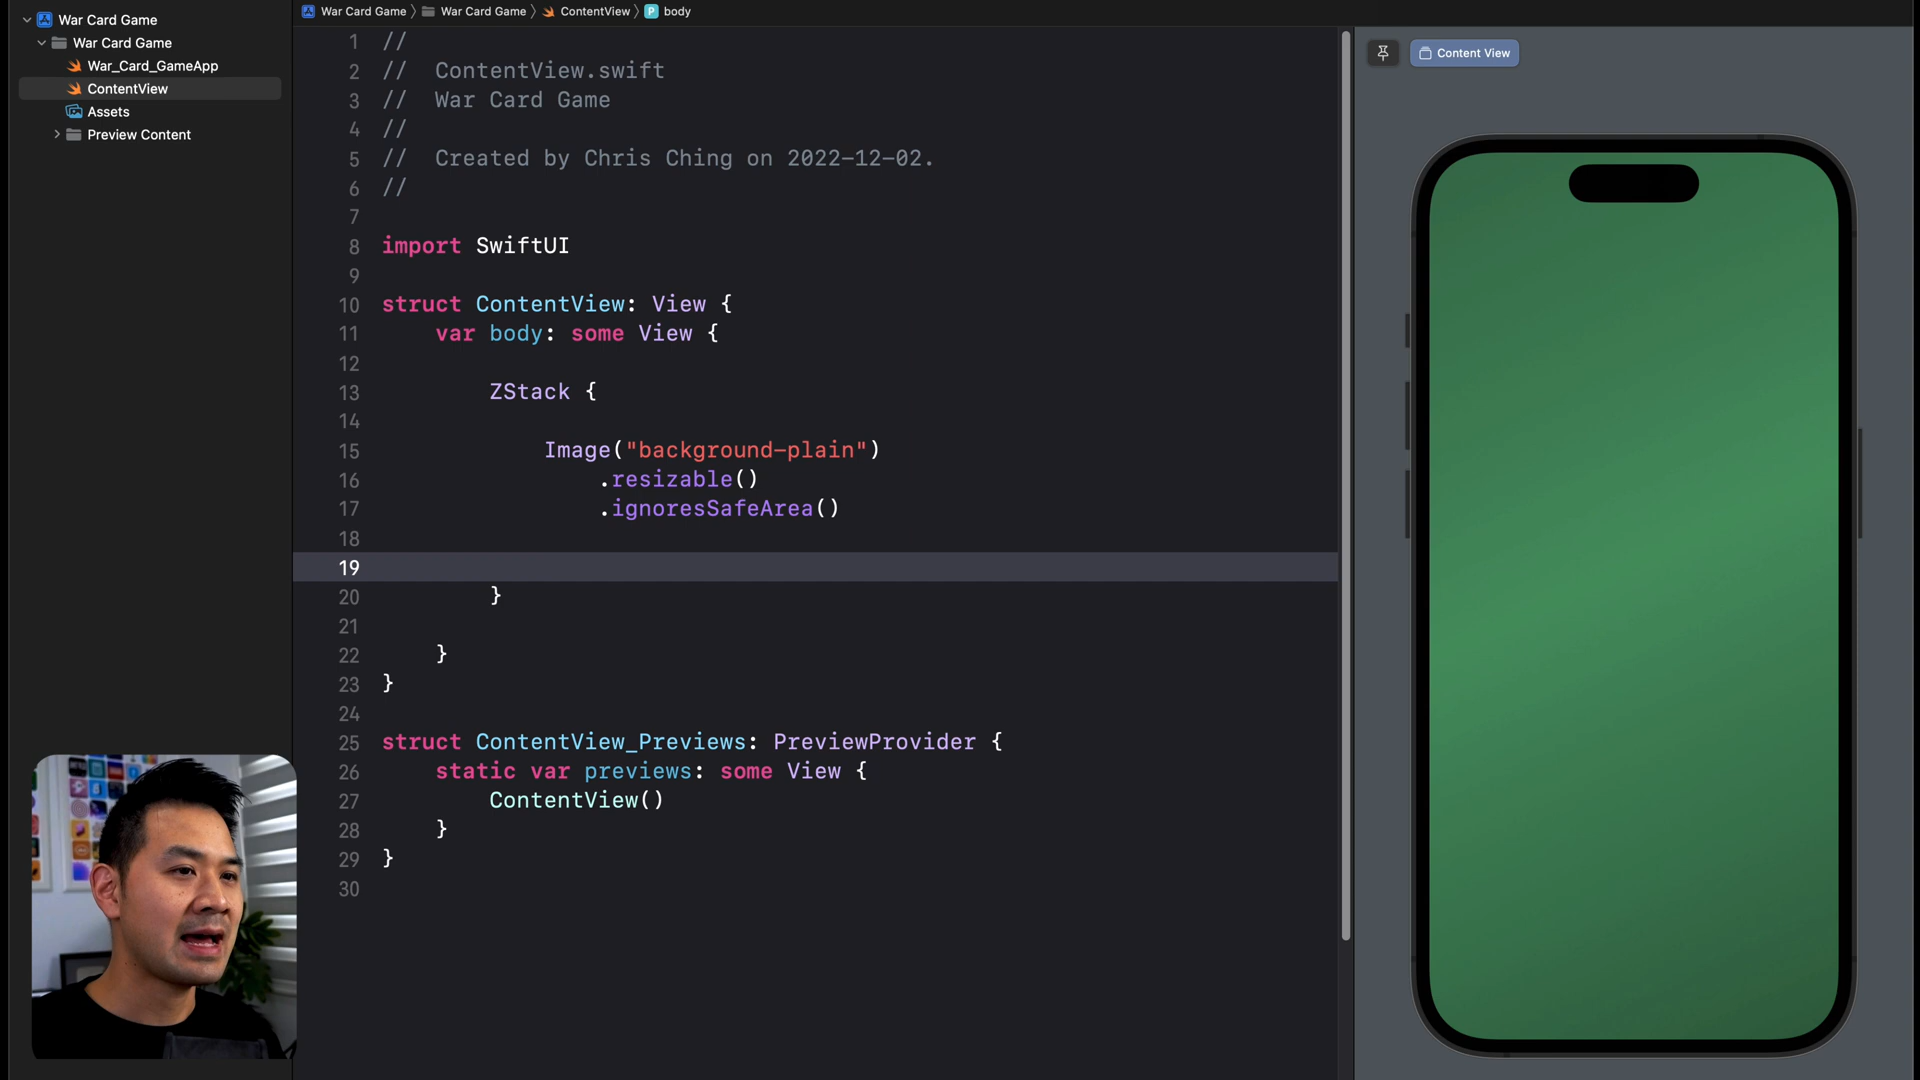 War Card Game
War Card Game
War_Card_GameApp
ContentView
Assets
Preview Content
War Card Game 〉 War Card Game 〉 ContentView 〉 P body
1 //
2 //  ContentView.swift
3 //  War Card Game
4 //
5 //  Created by Chris Ching on 2022-12-02.
6 //
7
8 import SwiftUI
9
10 struct ContentView: View {
11     var body: some View {
12
13         ZStack {
14
15             Image("background-plain")
16                 .resizable()
17                 .ignoresSafeArea()
18
19
20         }
21
22     }
23 }
24
25 struct ContentView_Previews: PreviewProvider {
26     static var previews: some View {
27         ContentView()
28     }
29 }
30
Content View